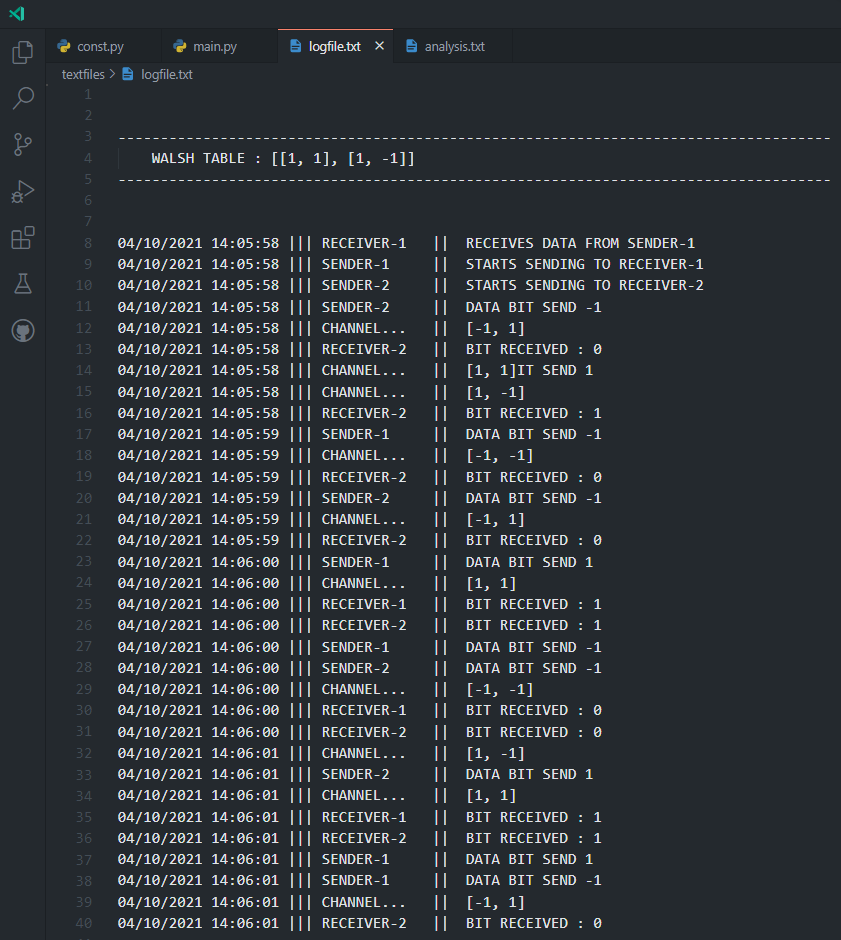 const.py main.py logfile.txt × analysis.txt
textfiles > logfile.txt
1
2
3 ------------------------------------------------------------------------------------
4 WALSH TABLE : [[1, 1], [1, -1]]
5 ------------------------------------------------------------------------------------
6
7
8 04/10/2021 14:05:58 ||| RECEIVER-1 || RECEIVES DATA FROM SENDER-1
9 04/10/2021 14:05:58 ||| SENDER-1 || STARTS SENDING TO RECEIVER-1
10 04/10/2021 14:05:58 ||| SENDER-2 || STARTS SENDING TO RECEIVER-2
11 04/10/2021 14:05:58 ||| SENDER-2 || DATA BIT SEND -1
12 04/10/2021 14:05:58 ||| CHANNEL... || [-1, 1]
13 04/10/2021 14:05:58 ||| RECEIVER-2 || BIT RECEIVED : 0
14 04/10/2021 14:05:58 ||| CHANNEL... || [1, 1]IT SEND 1
15 04/10/2021 14:05:58 ||| CHANNEL... || [1, -1]
16 04/10/2021 14:05:58 ||| RECEIVER-2 || BIT RECEIVED : 1
17 04/10/2021 14:05:59 ||| SENDER-1 || DATA BIT SEND -1
18 04/10/2021 14:05:59 ||| CHANNEL... || [-1, -1]
19 04/10/2021 14:05:59 ||| RECEIVER-2 || BIT RECEIVED : 0
20 04/10/2021 14:05:59 ||| SENDER-2 || DATA BIT SEND -1
21 04/10/2021 14:05:59 ||| CHANNEL... || [-1, 1]
22 04/10/2021 14:05:59 ||| RECEIVER-2 || BIT RECEIVED : 0
23 04/10/2021 14:06:00 ||| SENDER-1 || DATA BIT SEND 1
24 04/10/2021 14:06:00 ||| CHANNEL... || [1, 1]
25 04/10/2021 14:06:00 ||| RECEIVER-1 || BIT RECEIVED : 1
26 04/10/2021 14:06:00 ||| RECEIVER-2 || BIT RECEIVED : 1
27 04/10/2021 14:06:00 ||| SENDER-1 || DATA BIT SEND -1
28 04/10/2021 14:06:00 ||| SENDER-2 || DATA BIT SEND -1
29 04/10/2021 14:06:00 ||| CHANNEL... || [-1, -1]
30 04/10/2021 14:06:00 ||| RECEIVER-1 || BIT RECEIVED : 0
31 04/10/2021 14:06:00 ||| RECEIVER-2 || BIT RECEIVED : 0
32 04/10/2021 14:06:01 ||| CHANNEL... || [1, -1]
33 04/10/2021 14:06:01 ||| SENDER-2 || DATA BIT SEND 1
34 04/10/2021 14:06:01 ||| CHANNEL... || [1, 1]
35 04/10/2021 14:06:01 ||| RECEIVER-1 || BIT RECEIVED : 1
36 04/10/2021 14:06:01 ||| RECEIVER-2 || BIT RECEIVED : 1
37 04/10/2021 14:06:01 ||| SENDER-1 || DATA BIT SEND 1
38 04/10/2021 14:06:01 ||| SENDER-1 || DATA BIT SEND -1
39 04/10/2021 14:06:01 ||| CHANNEL... || [-1, 1]
40 04/10/2021 14:06:01 ||| RECEIVER-2 || BIT RECEIVED : 0